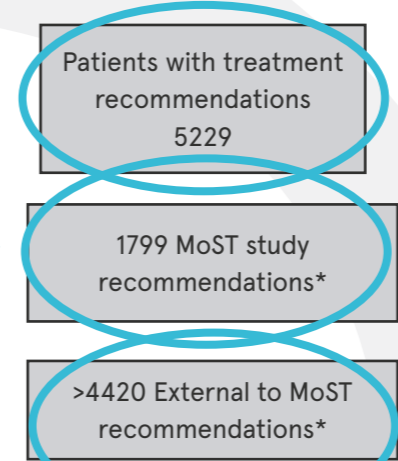 Patients with treatment
recommendations
5229
1799 MoST study
recommendations*
>4420 External to MoST
recommendations*